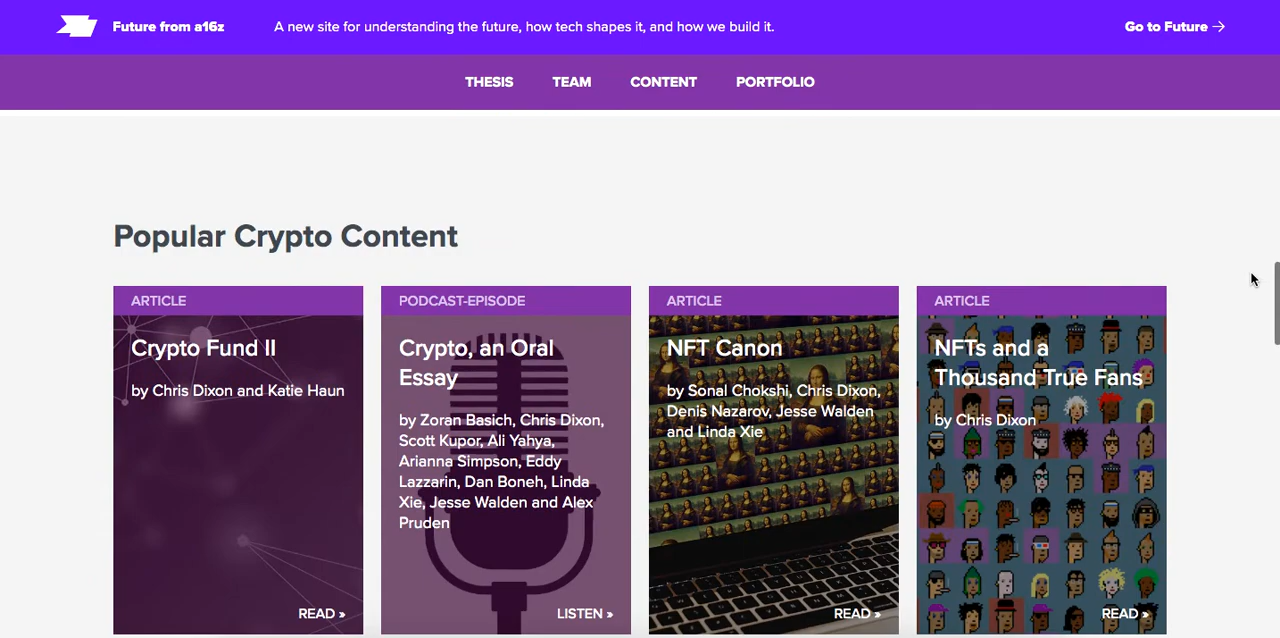 Future from a16z
A new site for understanding the future, how tech shapes it, and how we build it.
Go to Future →
THESIS
TEAM
CONTENT
PORTFOLIO
Popular Crypto Content
ARTICLE
Crypto Fund II
by Chris Dixon and Katie Haun
READ »
PODCAST-EPISODE
Crypto, an Oral
Essay
by Zoran Basich, Chris Dixon,
Scott Kupor, Ali Yahya,
Arianna Simpson, Eddy
Lazzarin, Dan Boneh, Linda
Xie, Jesse Walden and Alex
Pruden
LISTEN »
ARTICLE
NFT Canon
by Sonal Chokshi, Chris Dixon,
Denis Nazarov, Jesse Walden
and Linda Xie
READ »
ARTICLE
NFTs and a
Thousand True Fans
by Chris Dixon
READ »